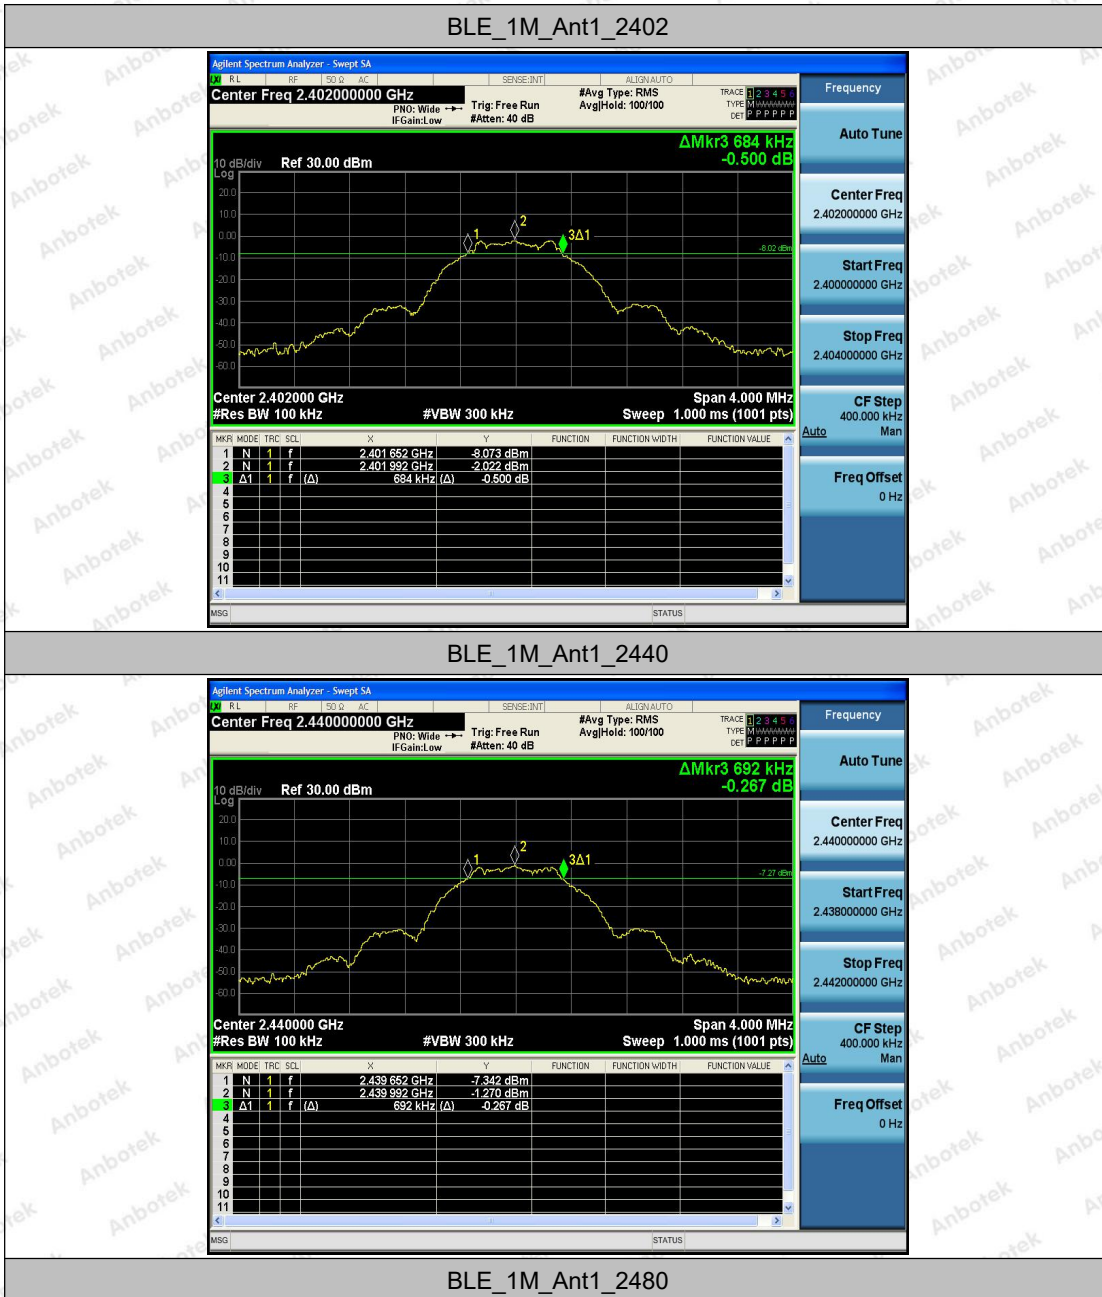 BLE_1M_Ant1_2402
Agilent Spectrum Analyzer - Swept SA
LXI RL RF 50 Ω AC SENSE:INT ALIGN AUTO
Center Freq 2.402000000 GHz
PNO: Wide
IFGain:Low
Trig: Free Run
#Atten: 40 dB
#Avg Type: RMS
Avg|Hold: 100/100
TRACE 1 2 3 4 5 6
TYPE M WWWWW
DET P P P P P P
ΔMkr3 684 kHz
-0.500 dB
10 dB/div Ref 30.00 dBm
Log
20.0
10.0
0.00
-10.0
-20.0
-30.0
-40.0
-50.0
-60.0
1
2
3Δ1
-8.02 dBm
Center 2.402000 GHz Span 4.000 MHz
#Res BW 100 kHz #VBW 300 kHz Sweep 1.000 ms (1001 pts)
MKR MODE TRC SCL X Y FUNCTION FUNCTION WIDTH FUNCTION VALUE
1 N 1 f 2.401 652 GHz -8.073 dBm
2 N 1 f 2.401 992 GHz -2.022 dBm
3 Δ1 1 f (Δ) 684 kHz (Δ) -0.500 dB
4
5
6
7
8
9
10
11
MSG STATUS
Frequency
Auto Tune
Center Freq
2.402000000 GHz
Start Freq
2.400000000 GHz
Stop Freq
2.404000000 GHz
CF Step
400.000 kHz
Auto Man
Freq Offset
0 Hz
BLE_1M_Ant1_2440
Agilent Spectrum Analyzer - Swept SA
LXI RL RF 50 Ω AC SENSE:INT ALIGN AUTO
Center Freq 2.440000000 GHz
PNO: Wide
IFGain:Low
Trig: Free Run
#Atten: 40 dB
#Avg Type: RMS
Avg|Hold: 100/100
TRACE 1 2 3 4 5 6
TYPE M WWWWW
DET P P P P P P
ΔMkr3 692 kHz
-0.267 dB
10 dB/div Ref 30.00 dBm
Log
20.0
10.0
0.00
-10.0
-20.0
-30.0
-40.0
-50.0
-60.0
1
2
3Δ1
-7.27 dBm
Center 2.440000 GHz Span 4.000 MHz
#Res BW 100 kHz #VBW 300 kHz Sweep 1.000 ms (1001 pts)
MKR MODE TRC SCL X Y FUNCTION FUNCTION WIDTH FUNCTION VALUE
1 N 1 f 2.439 652 GHz -7.342 dBm
2 N 1 f 2.439 992 GHz -1.270 dBm
3 Δ1 1 f (Δ) 692 kHz (Δ) -0.267 dB
4
5
6
7
8
9
10
11
MSG STATUS
Frequency
Auto Tune
Center Freq
2.440000000 GHz
Start Freq
2.438000000 GHz
Stop Freq
2.442000000 GHz
CF Step
400.000 kHz
Auto Man
Freq Offset
0 Hz
BLE_1M_Ant1_2480
Anbotek